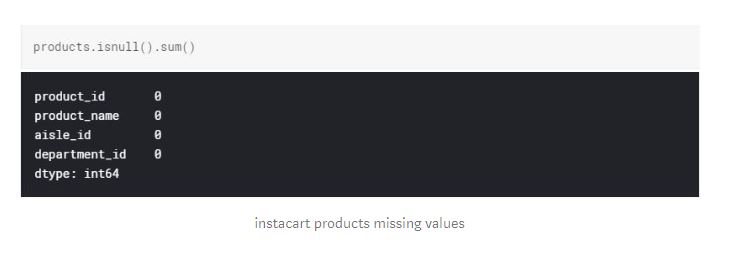 products.isnull().sum()
product_id 0
product_name 0
aisle_id 0
department_id 0
dtype: int64
instacart products missing values